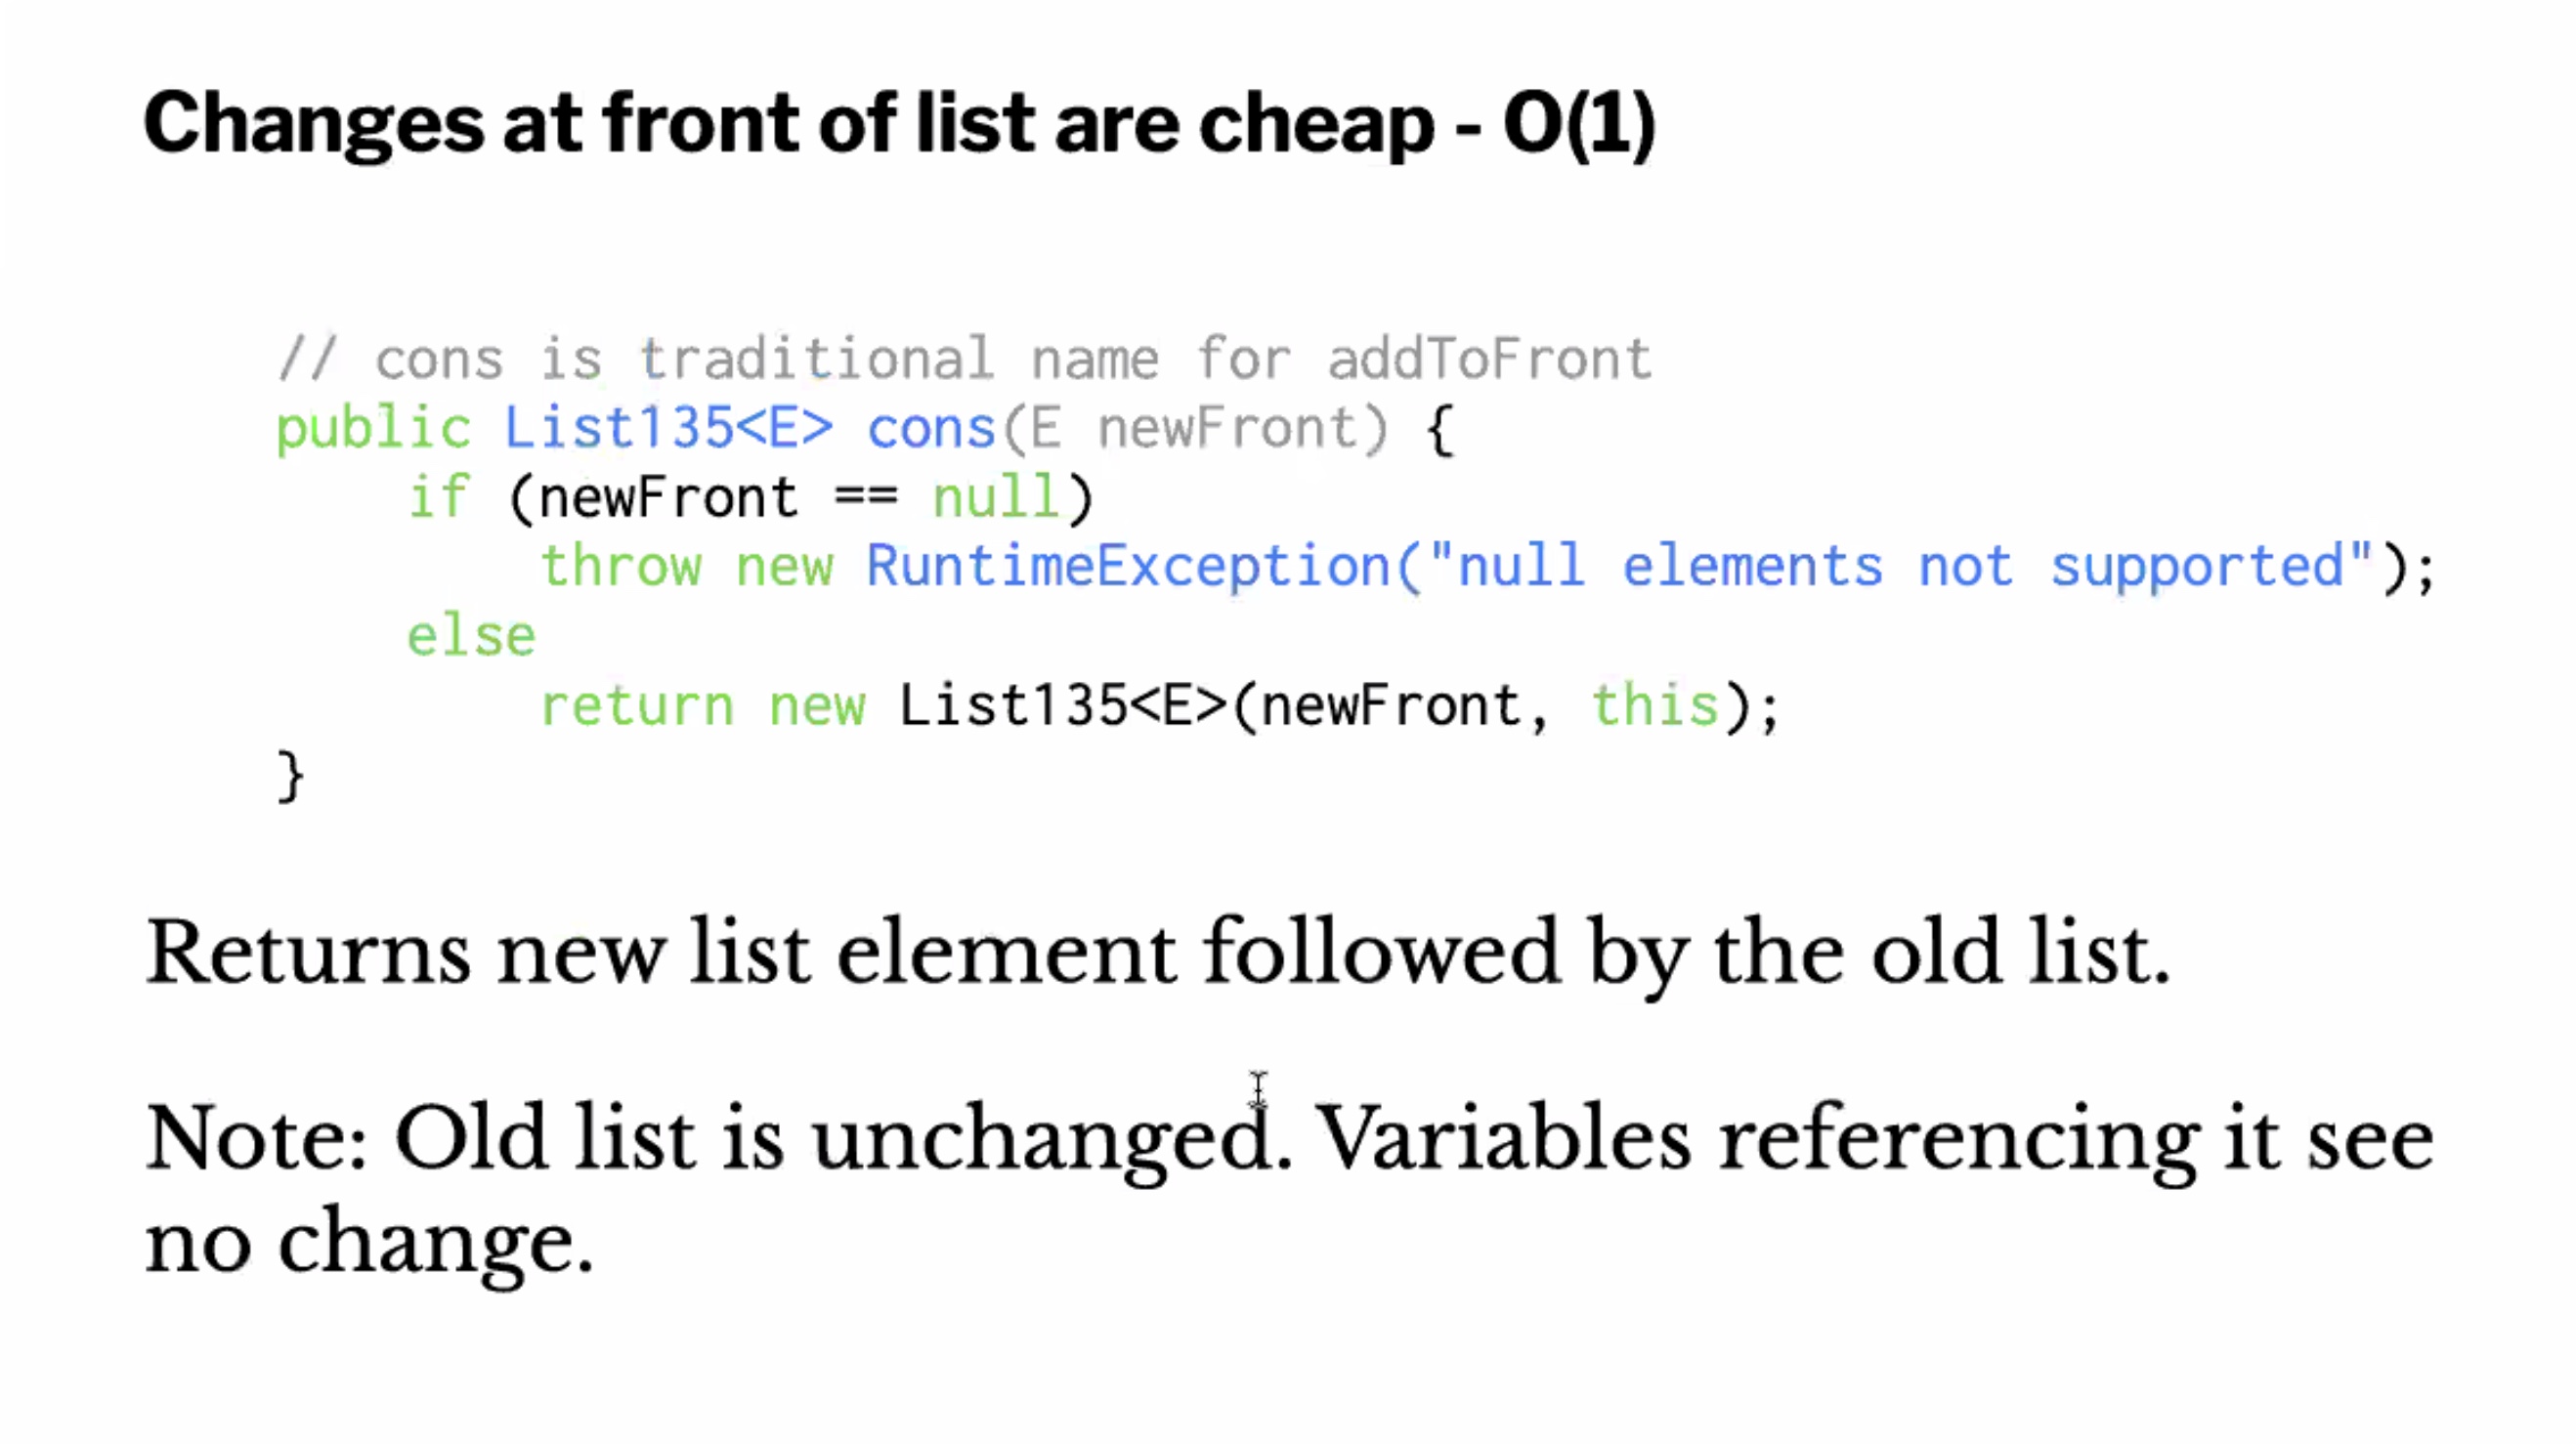 Changes at front of list are cheap - O(1)
// cons is traditional name for addToFront
public List135<E> cons(E newFront) {
if (newFront == null)
throw new RuntimeException("null elements not supported");
else
return new List135<E>(newFront, this);
}
Returns new list element followed by the old list.
Note: Old list is unchanged. Variables referencing it see
no change.